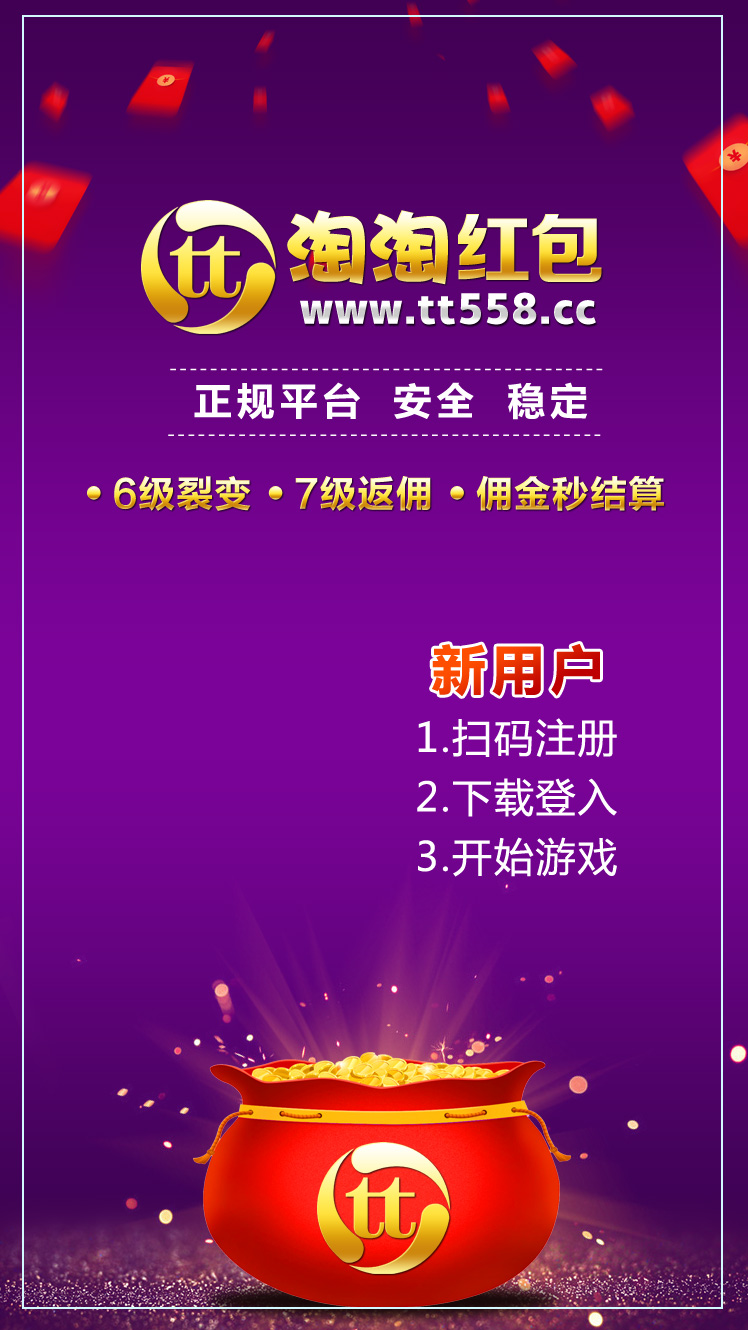 tt 淘淘红包
www.tt558.cc
正规平台 安全 稳定
•6级裂变 •7级返佣 •佣金秒结算
新用户
1.扫码注册
2.下载登入
3.开始游戏
tt